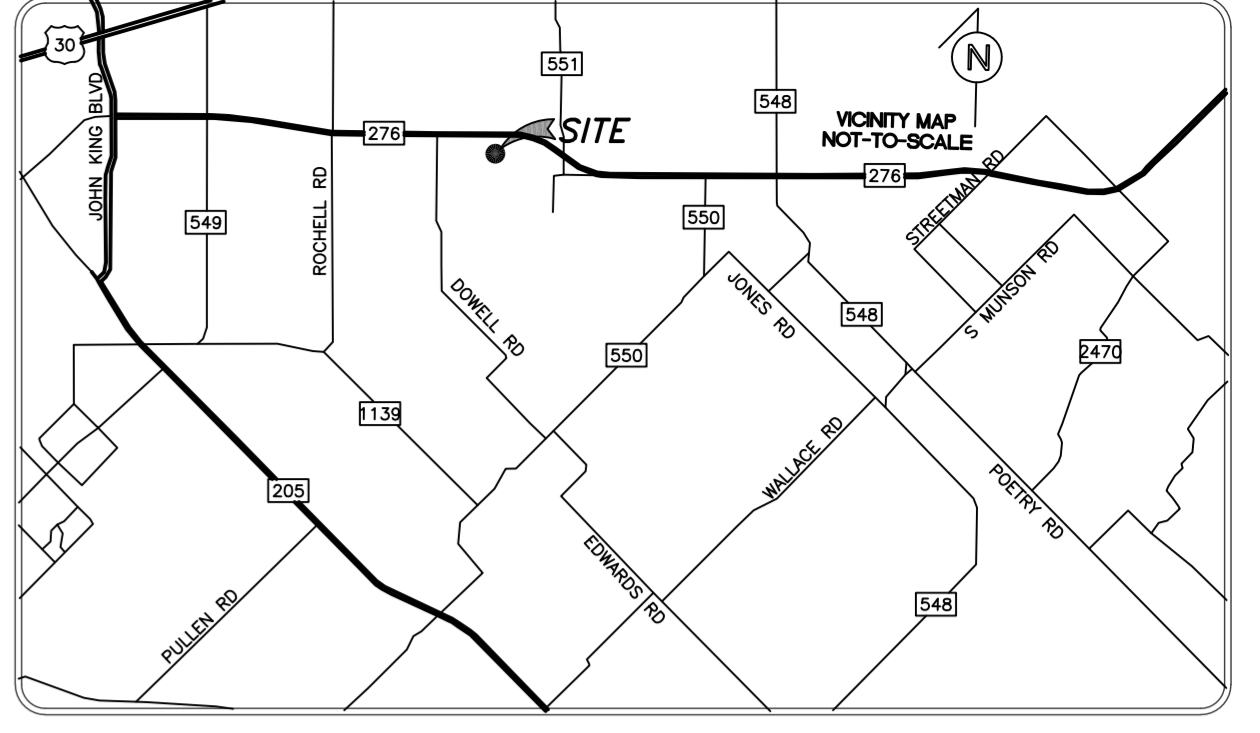 30
JOHN KING BLVD
549
ROCHELL RD
276
551
SITE
548
N
VICINITY MAP
NOT-TO-SCALE
276
STREETMAN RD
550
DOWELL RD
JONES RD
548
S MUNSON RD
550
2470
1139
205
WALLACE RD
POETRY RD
EDWARDS RD
PULLEN RD
548